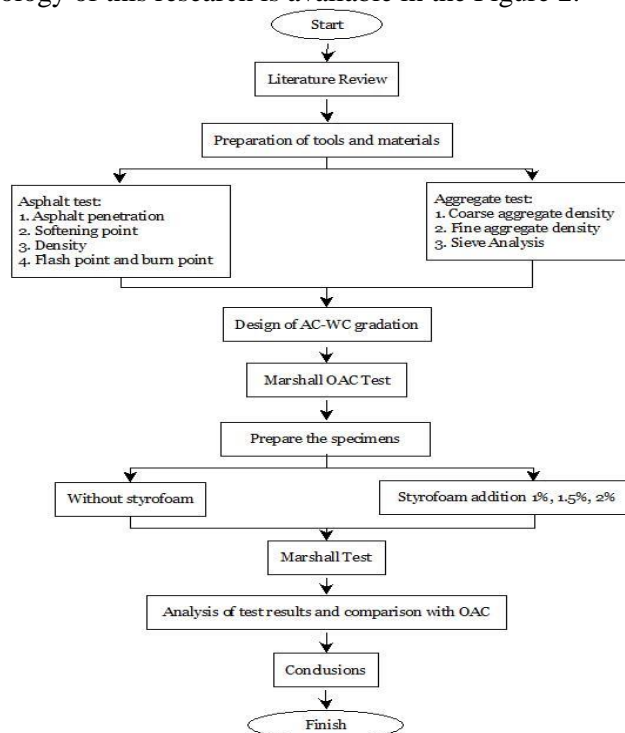 ology of this research is available in the Figure 2.
Start
Literature Review
Preparation of tools and materials
Asphalt test:
1. Asphalt penetration
2. Softening point
3. Density
4. Flash point and burn point
Aggregate test:
1. Coarse aggregate density
2. Fine aggregate density
3. Sieve Analysis
Design of AC-WC gradation
Marshall OAC Test
Prepare the specimens
Without styrofoam
Styrofoam addition 1%, 1.5%, 2%
Marshall Test
Analysis of test results and comparison with OAC
Conclusions
Finish